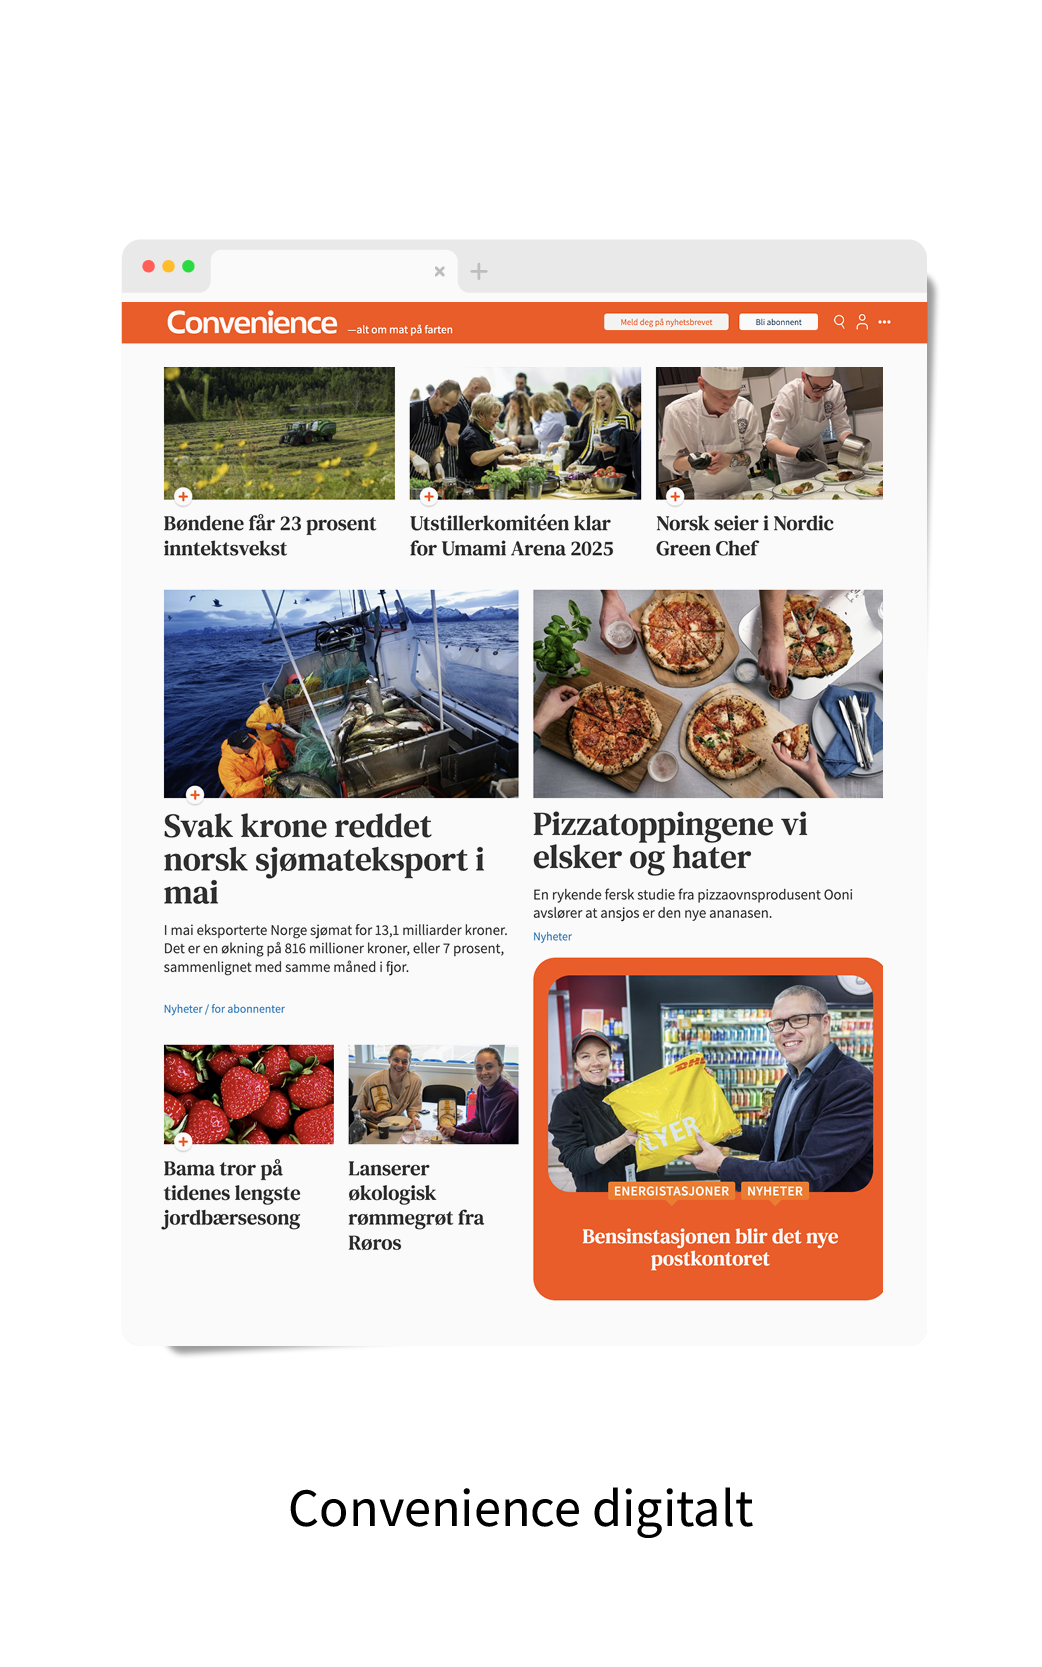 Convenience —alt om mat på farten
Meld deg på nyhetsbrevet
Bli abonnent
Bøndene får 23 prosent
inntektsvekst
Utstillerkomitéen klar
for Umami Arena 2025
Norsk seier i Nordic
Green Chef
Svak krone reddet
norsk sjømateksport i
mai
I mai eksporterte Norge sjømat for 13,1 milliarder kroner.
Det er en økning på 816 millioner kroner, eller 7 prosent,
sammenlignet med samme måned i fjor.
Nyheter / for abonnenter
Pizzatoppingene vi
elsker og hater
En rykende fersk studie fra pizzaovnsprodusent Ooni
avslører at ansjos er den nye ananasen.
Nyheter
Bama tror på
tidenes lengste
jordbærsesong
Lanserer
økologisk
rømmegrøt fra
Røros
DHL
LYER
ENERGISTASJONER
NYHETER
Bensinstasjonen blir det nye
postkontoret
Convenience digitalt